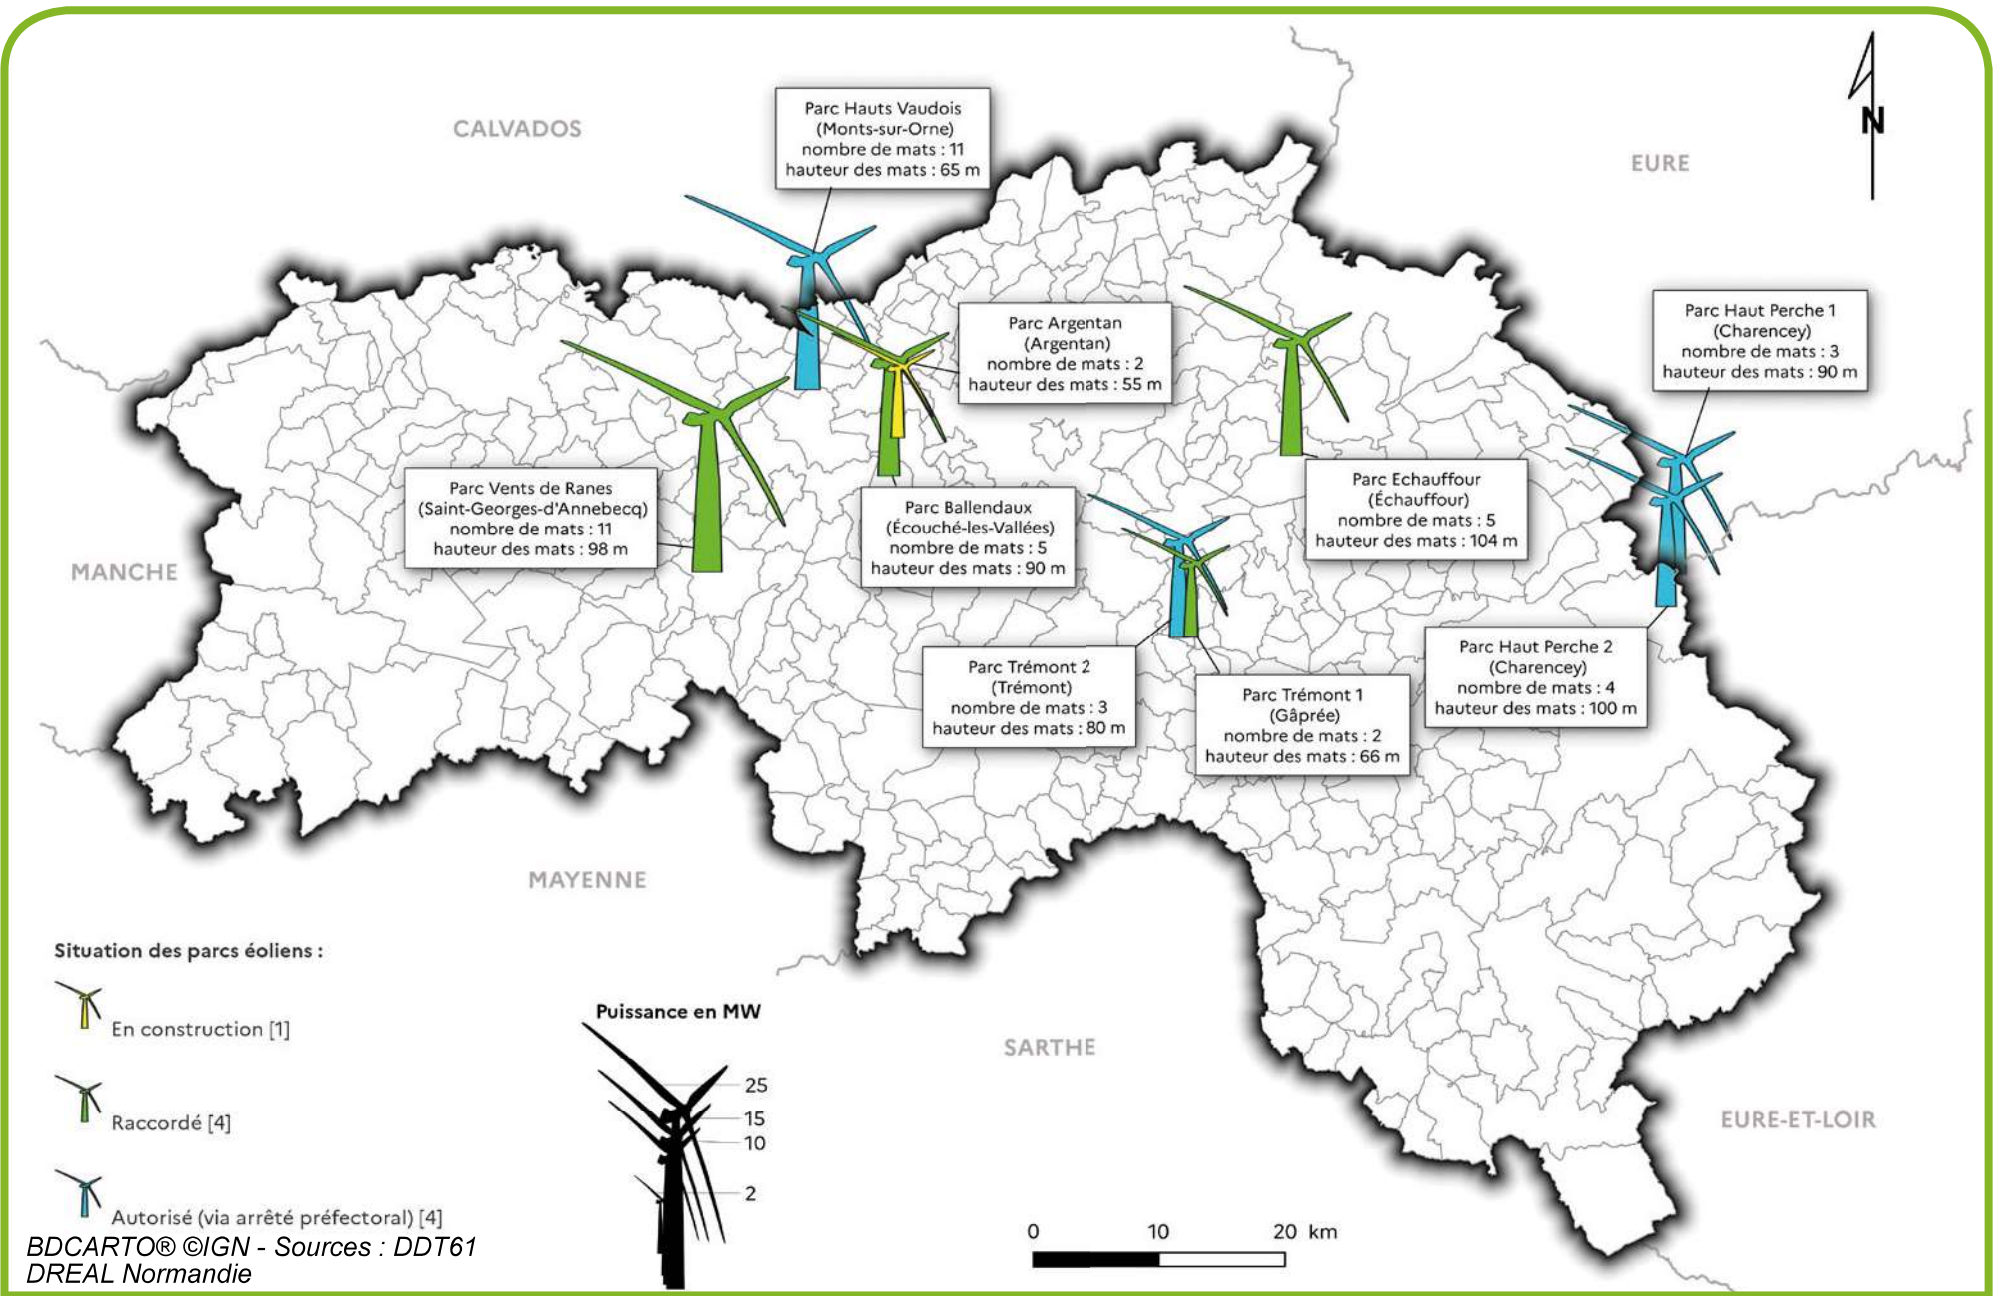 CALVADOS
EURE
N
Parc Hauts Vaudois
(Monts-sur-Orne)
nombre de mats : 11
hauteur des mats : 65 m
Parc Argentan
(Argentan)
nombre de mats : 2
hauteur des mats : 55 m
Parc Haut Perche 1
(Charencey)
nombre de mats : 3
hauteur des mats : 90 m
Parc Vents de Ranes
(Saint-Georges-d'Annebecq)
nombre de mats : 11
hauteur des mats : 98 m
Parc Ballendaux
(Écouché-les-Vallées)
nombre de mats : 5
hauteur des mats : 90 m
Parc Echauffour
(Échauffour)
nombre de mats : 5
hauteur des mats : 104 m
MANCHE
Parc Trémont 2
(Trémont)
nombre de mats : 3
hauteur des mats : 80 m
Parc Trémont 1
(Gâprée)
nombre de mats : 2
hauteur des mats : 66 m
Parc Haut Perche 2
(Charencey)
nombre de mats : 4
hauteur des mats : 100 m
MAYENNE
SARTHE
EURE-ET-LOIR
Situation des parcs éoliens :
En construction [1]
Raccordé [4]
Autorisé (via arrêté préfectoral) [4]
Puissance en MW
25
15
10
2
0 10 20 km
BDCARTO® ©IGN - Sources : DDT61
DREAL Normandie